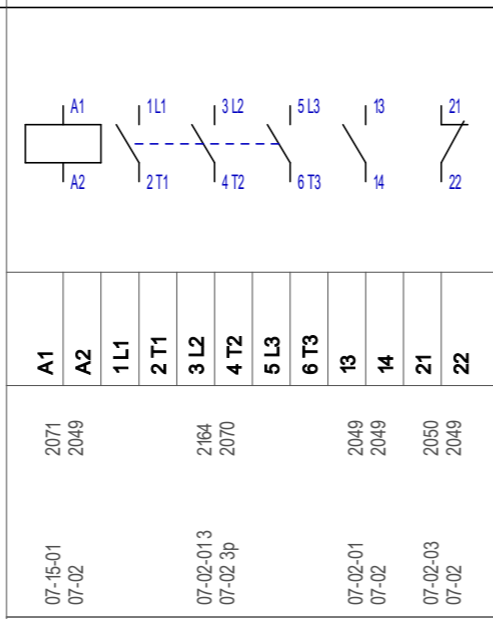 A1
1 L1
3 L2
5 L3
13
21
A2
2 T1
4 T2
6 T3
14
22
A1
A2
1 L1
2 T1
3 L2
4 T2
5 L3
6 T3
13
14
21
22
2071
2049
2164
2070
2049
2049
2050
2049
07-15-01
07-02
07-02-01 3
07-02 3p
07-02-01
07-02
07-02-03
07-02